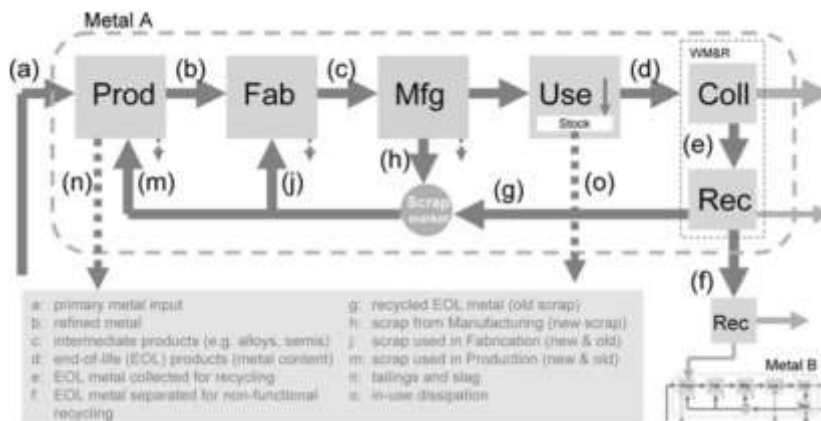 Metal A
WM&R
(a)
(b)
(c)
(d)
Prod
Fab
Mfg
Use
Stock
Coll
(e)
(n)
(m)
(j)
(h)
(o)
(g)
Scrap
market
Rec
(f)
Rec
Metal B
a: primary metal input
b: refined metal
c: intermediate products (e.g. alloys, semis)
d: end-of-life (EOL) products (metal content)
e: EOL metal collected for recycling
f: EOL metal separated for non-functional
recycling
g: recycled EOL metal (old scrap)
h: scrap from Manufacturing (new scrap)
j: scrap used in Fabrication (new & old)
m: scrap used in Production (new & old)
n: tailings and slag
o: in-use dissipation